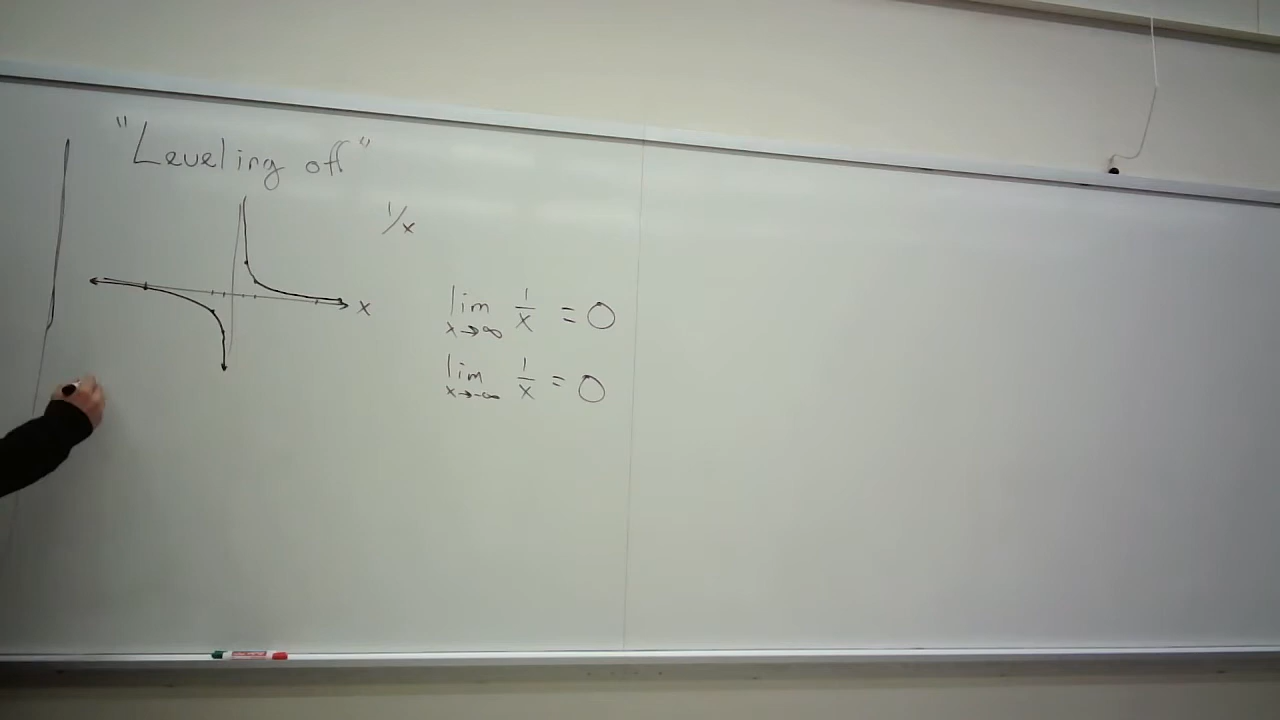 "Leveling off"
1/x
x
lim x→∞ 1/x = 0
lim x→-∞ 1/x = 0